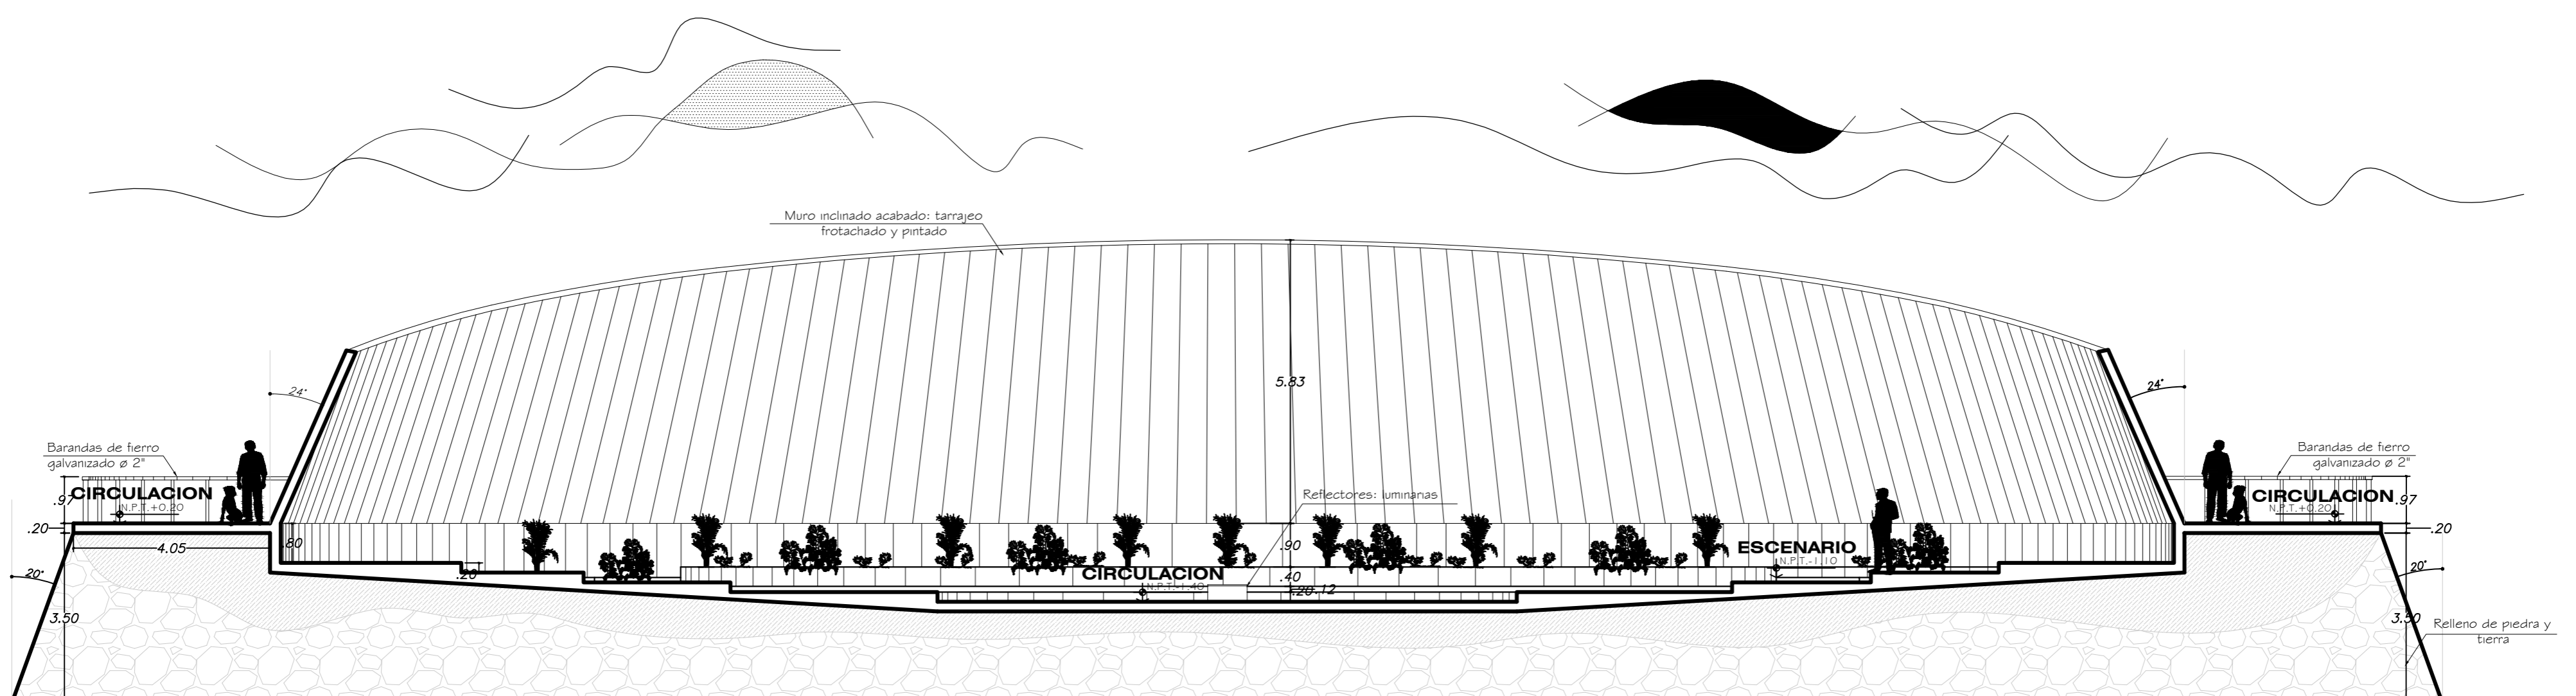 Muro inclinado acabado: tarrajeo
frotachado y pintado
5.83
24°
24°
Barandas de fierro
galvanizado ø 2"
Barandas de fierro
galvanizado ø 2"
Reflectores: luminarias
CIRCULACION
N.P.T.+0.20
.97
.20
4.05
.80
.20
20°
3.50
CIRCULACION
N.P.T.-1.40
.90
.40
.20
.12
ESCENARIO
N.P.T.-1.10
CIRCULACION
N.P.T.+0.20
.97
.20
20°
3.50
Relleno de piedra y
tierra